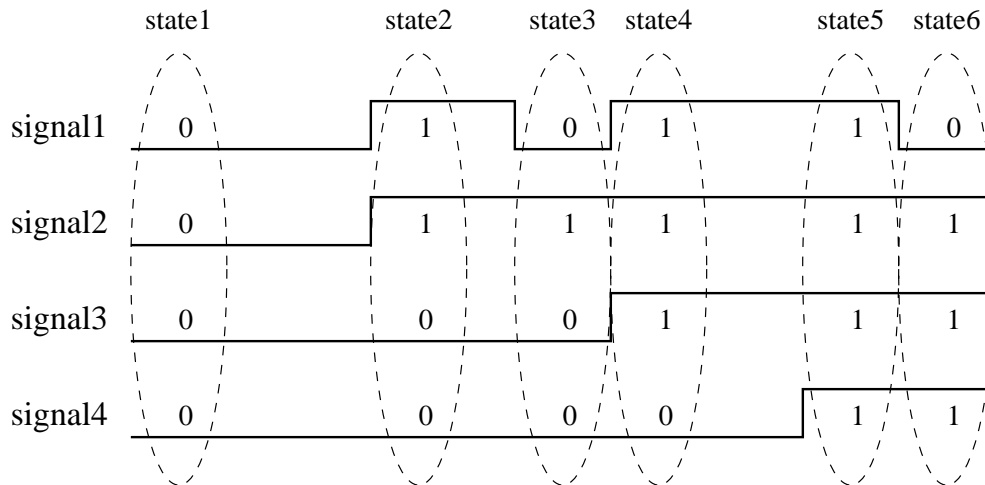 state1 state2 state3 state4 state5 state6
signal1 0 1 0 1 1 0
signal2 0 1 1 1 1 1
signal3 0 0 0 1 1 1
signal4 0 0 0 0 1 1